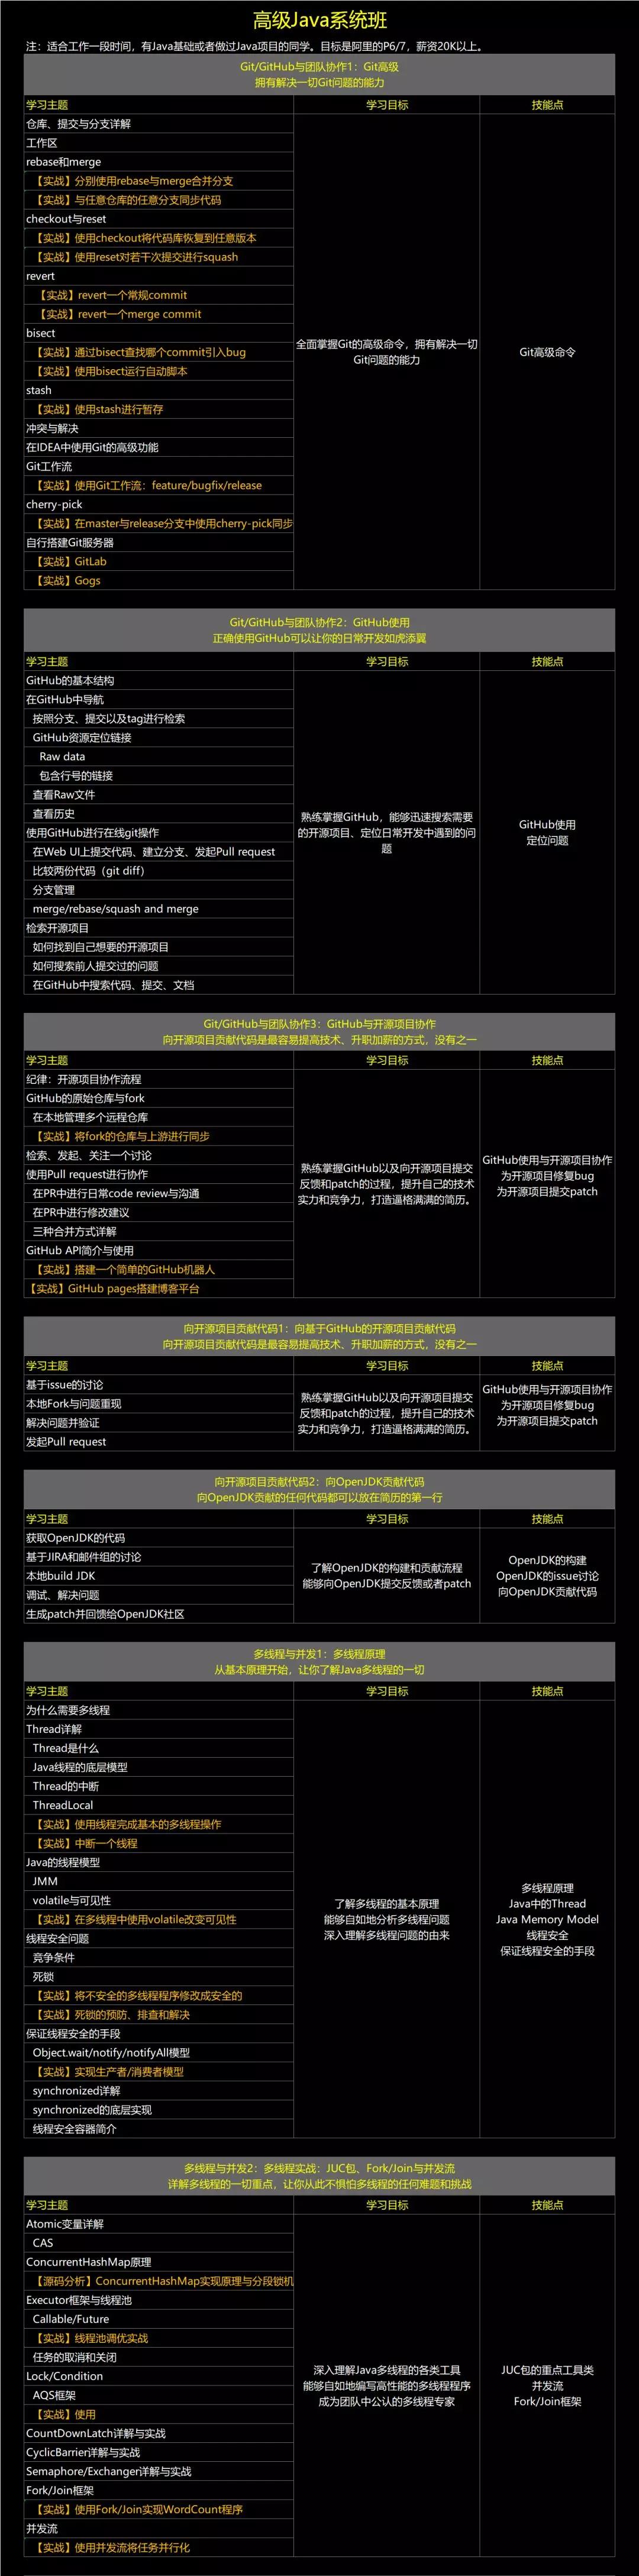 高级Java系统班
注：适合工作一段时间，有Java基础或者做过Java项目的同学。目标是阿里的P6/7，薪资20K以上。
Git/GitHub与团队协作1：Git高级
拥有解决一切Git问题的能力
学习主题 学习目标 技能点
仓库、提交与分支详解
工作区
rebase和merge
【实战】分别使用rebase与merge合并分支
【实战】与任意仓库的任意分支同步代码
checkout与reset
【实战】使用checkout将代码库恢复到任意版本
【实战】使用reset对若干次提交进行squash
revert
【实战】revert一个常规commit
【实战】revert一个merge commit
bisect
【实战】通过bisect查找哪个commit引入bug
【实战】使用bisect运行自动脚本
stash
【实战】使用stash进行暂存
冲突与解决
在IDEA中使用Git的高级功能
Git工作流
【实战】使用Git工作流：feature/bugfix/release
cherry-pick
【实战】在master与release分支中使用cherry-pick同步
自行搭建Git服务器
【实战】GitLab
【实战】Gogs
全面掌握Git的高级命令，拥有解决一切
Git问题的能力
Git高级命令
Git/GitHub与团队协作2：GitHub使用
正确使用GitHub可以让你的日常开发如虎添翼
学习主题 学习目标 技能点
GitHub的基本结构
在GitHub中导航
按照分支、提交以及tag进行检索
GitHub资源定位链接
Raw data
包含行号的链接
查看Raw文件
查看历史
使用GitHub进行在线git操作
在Web UI上提交代码、建立分支、发起Pull request
比较两份代码（git diff）
分支管理
merge/rebase/squash and merge
检索开源项目
如何找到自己想要的开源项目
如何搜索前人提交过的问题
在GitHub中搜索代码、提交、文档
熟练掌握GitHub，能够迅速搜索需要
的开源项目、定位日常开发中遇到的问
题
GitHub使用
定位问题
Git/GitHub与团队协作3：GitHub与开源项目协作
向开源项目贡献代码是最容易提高技术、升职加薪的方式，没有之一
学习主题 学习目标 技能点
纪律：开源项目协作流程
GitHub的原始仓库与fork
在本地管理多个远程仓库
【实战】将fork的仓库与上游进行同步
检索、发起、关注一个讨论
使用Pull request进行协作
在PR中进行日常code review与沟通
在PR中进行修改建议
三种合并方式详解
GitHub API简介与使用
【实战】搭建一个简单的GitHub机器人
【实战】GitHub pages搭建博客平台
熟练掌握GitHub以及向开源项目提交
反馈和patch的过程，提升自己的技术
实力和竞争力，打造逼格满满的简历。
GitHub使用与开源项目协作
为开源项目修复bug
为开源项目提交patch
向开源项目贡献代码1：向基于GitHub的开源项目贡献代码
向开源项目贡献代码是最容易提高技术、升职加薪的方式，没有之一
学习主题 学习目标 技能点
基于issue的讨论
本地Fork与问题重现
解决问题并验证
发起Pull request
熟练掌握GitHub以及向开源项目提交
反馈和patch的过程，提升自己的技术
实力和竞争力，打造逼格满满的简历。
GitHub使用与开源项目协作
为开源项目修复bug
为开源项目提交patch
向开源项目贡献代码2：向OpenJDK贡献代码
向OpenJDK贡献的任何代码都可以放在简历的第一行
学习主题 学习目标 技能点
获取OpenJDK的代码
基于JIRA和邮件组的讨论
本地build JDK
调试、解决问题
生成patch并回馈给OpenJDK社区
了解OpenJDK的构建和贡献流程
能够向OpenJDK提交反馈或者patch
OpenJDK的构建
OpenJDK的issue讨论
向OpenJDK贡献代码
多线程与并发1：多线程原理
从基本原理开始，让你了解Java多线程的一切
学习主题 学习目标 技能点
为什么需要多线程
Thread详解
Thread是什么
Java线程的底层模型
Thread的中断
ThreadLocal
【实战】使用线程完成基本的多线程操作
【实战】中断一个线程
Java的线程模型
JMM
volatile与可见性
【实战】在多线程中使用volatile改变可见性
线程安全问题
竞争条件
死锁
【实战】将不安全的多线程程序修改成安全的
【实战】死锁的预防、排查和解决
保证线程安全的手段
Object.wait/notify/notifyAll模型
【实战】实现生产者/消费者模型
synchronized详解
synchronized的底层实现
线程安全容器简介
了解多线程的基本原理
能够自如地分析多线程问题
深入理解多线程问题的由来
多线程原理
Java中的Thread
Java Memory Model
线程安全
保证线程安全的手段
多线程与并发2：多线程实战：JUC包、Fork/Join与并发流
详解多线程的一切重点，让你从此不惧怕多线程的任何难题和挑战
学习主题 学习目标 技能点
Atomic变量详解
CAS
ConcurrentHashMap原理
【源码分析】ConcurrentHashMap实现原理与分段锁机
Executor框架与线程池
Callable/Future
【实战】线程池调优实战
任务的取消和关闭
Lock/Condition
AQS框架
【实战】使用
CountDownLatch详解与实战
CyclicBarrier详解与实战
Semaphore/Exchanger详解与实战
Fork/Join框架
【实战】使用Fork/Join实现WordCount程序
并发流
【实战】使用并发流将任务并行化
深入理解Java多线程的各类工具
能够自如地编写高性能的多线程程序
成为团队中公认的多线程专家
JUC包的重点工具类
并发流
Fork/Join框架